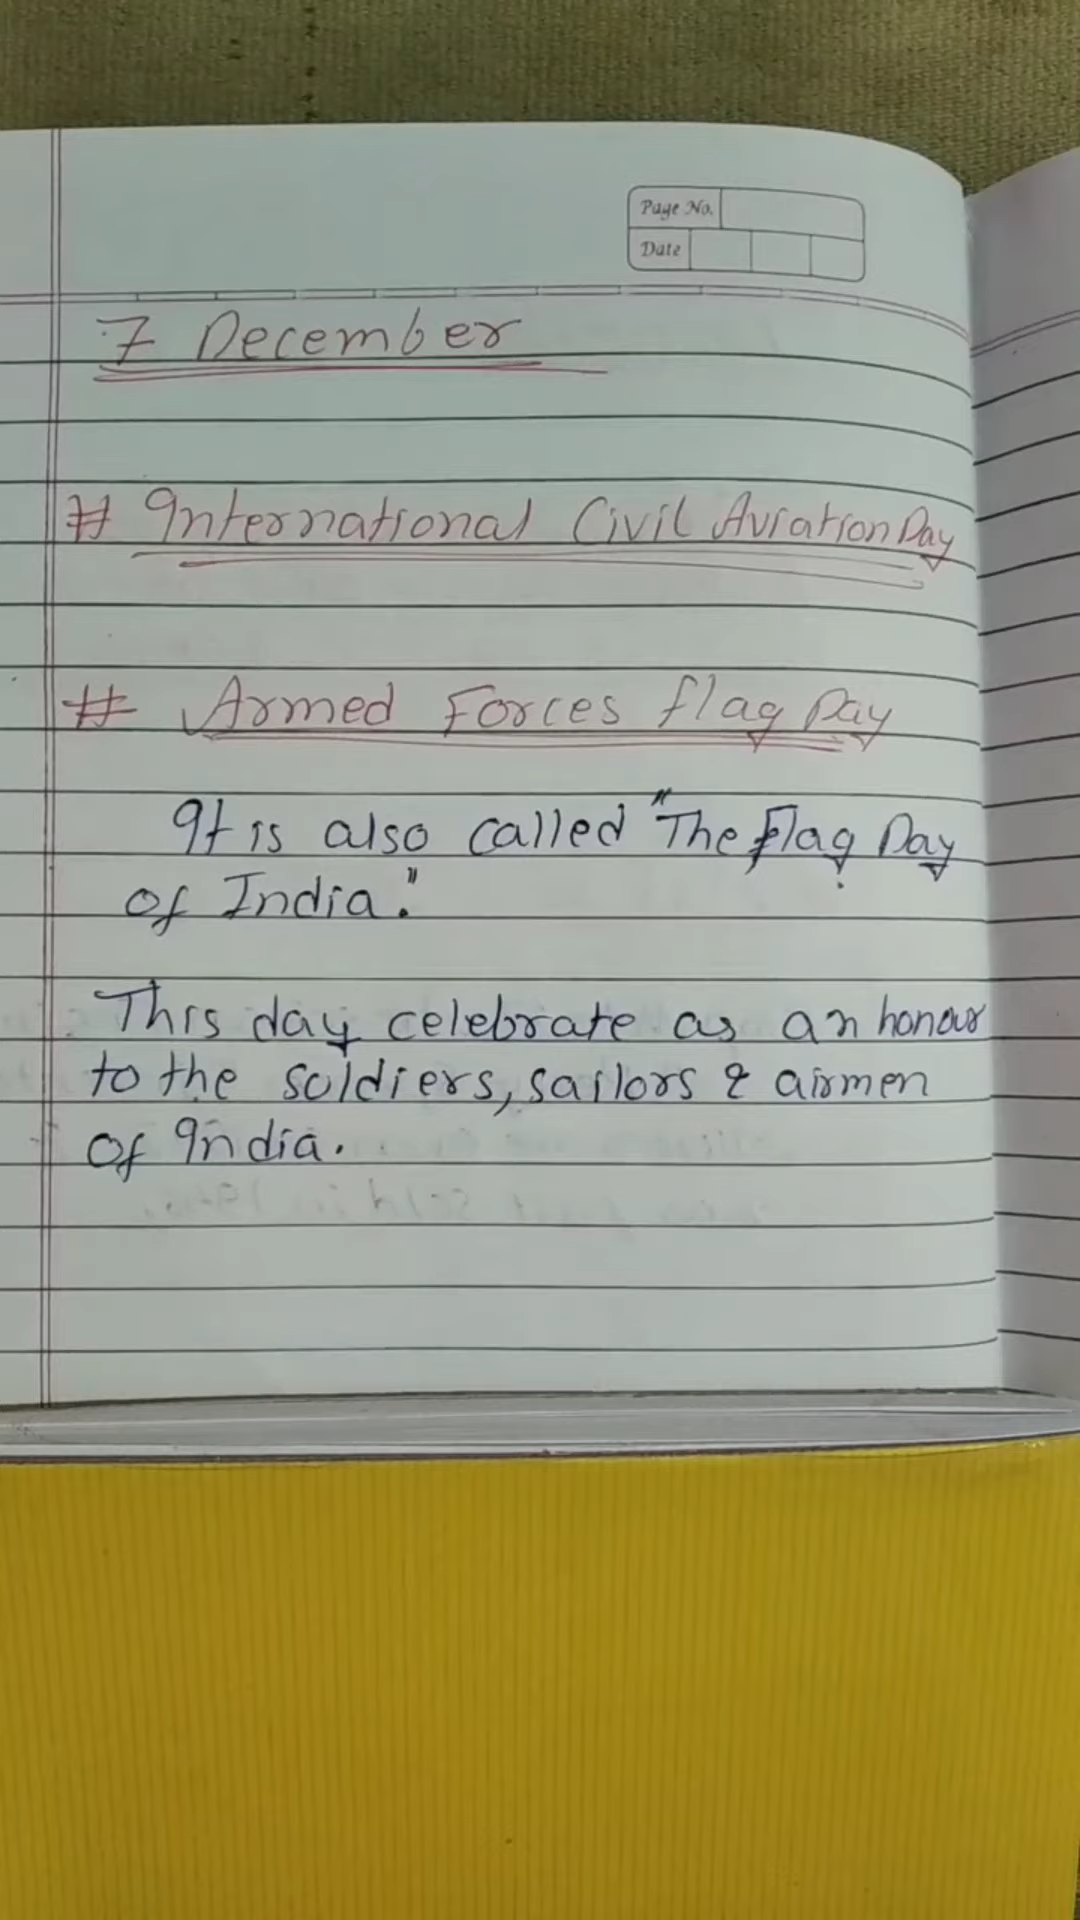 Page No.
Date
7 December
# International Civil Aviation Day
# Armed Forces flag Day
It is also called "The Flag Day
of India."
This day celebrate as an honour
to the soldiers, sailors & airmen
of India.